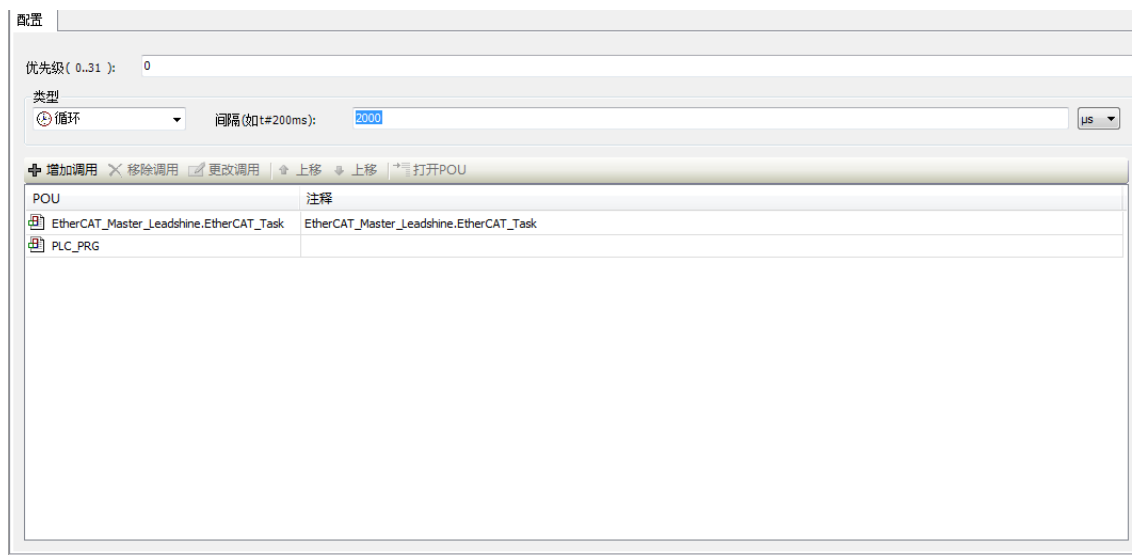 配置
优先级( 0..31 ): 0
类型
循环 间隔(如t#200ms): 2000 µs
增加调用 移除调用 更改调用 上移 上移 打开POU
POU 注释
EtherCAT_Master_Leadshine.EtherCAT_Task EtherCAT_Master_Leadshine.EtherCAT_Task
PLC_PRG